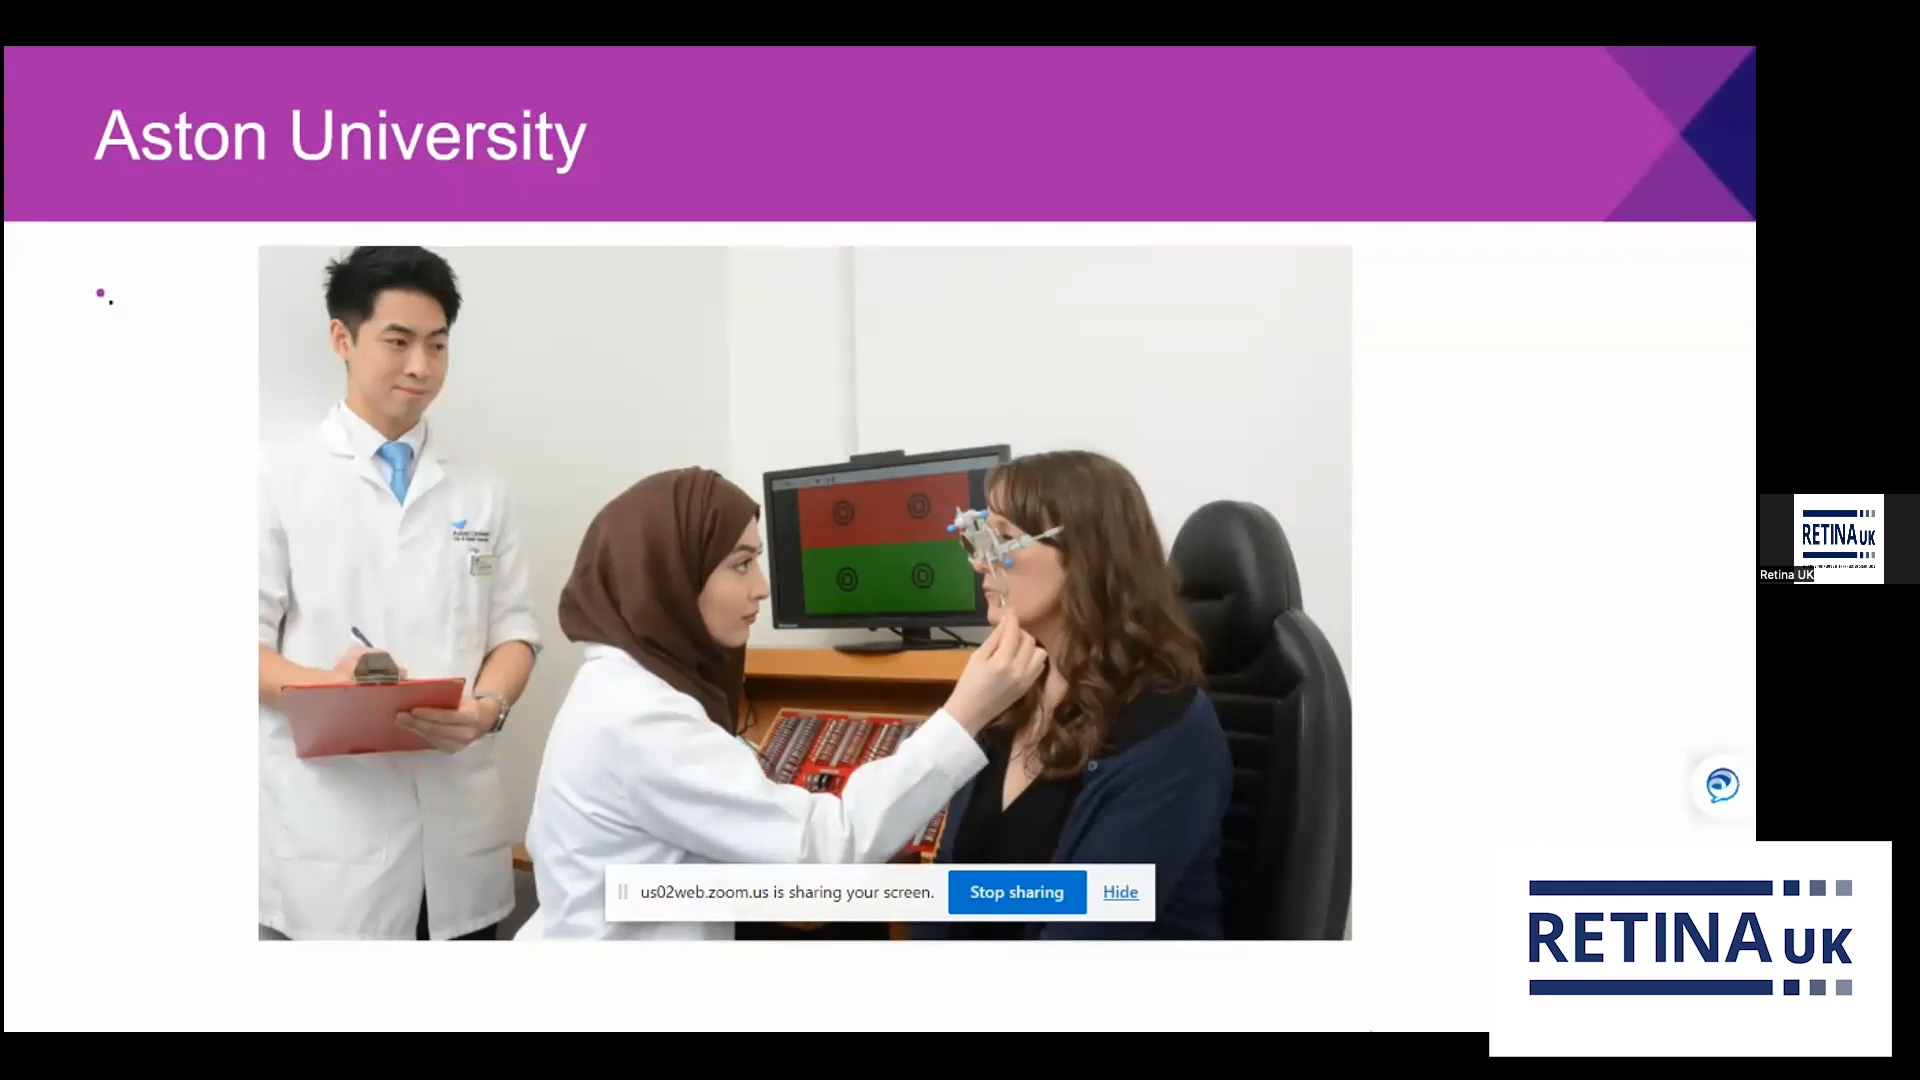 Aston University
us02web.zoom.us is sharing your screen.
Stop sharing
Hide
RETINA UK
Retina UK
RETINA UK